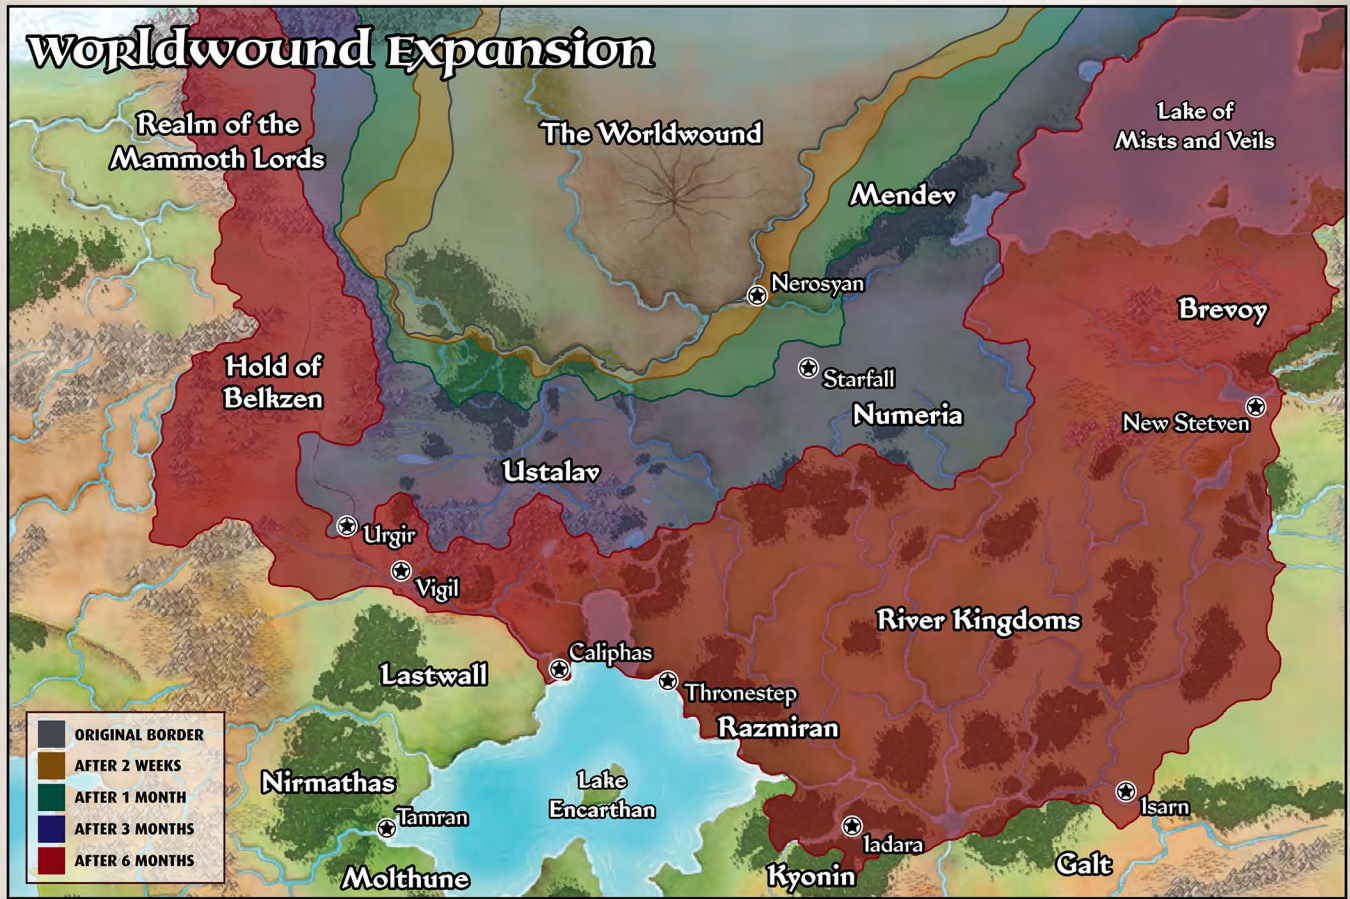 Worldwound Expansion
Realm of the
Mammoth Lords
The Worldwound
Lake of
Mists and Veils
Mendev
Nerosyan
Brevoy
Hold of
Belkzen
Starfall
Numeria
New Stetven
Ustalav
Urgir
Vigil
River Kingdoms
Caliphas
Lastwall
Thronestep
Razmiran
ORIGINAL BORDER
AFTER 2 WEEKS
AFTER 1 MONTH
AFTER 3 MONTHS
AFTER 6 MONTHS
Nirmathas
Lake
Encarthan
Tamran
Isarn
Iadara
Molthune
Kyonin
Galt